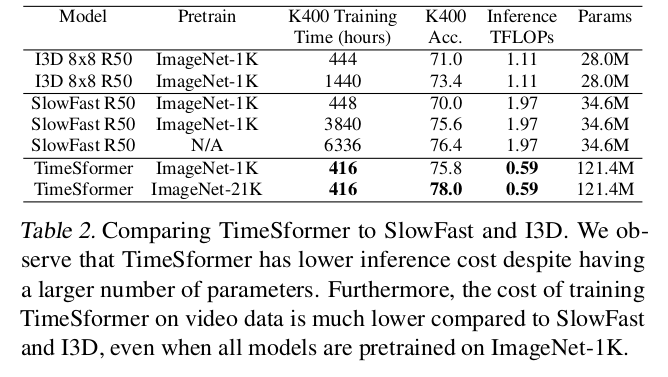 Model Pretrain K400 Training Time (hours) K400 Acc. Inference TFLOPs Params
I3D 8x8 R50 ImageNet-1K 444 71.0 1.11 28.0M
I3D 8x8 R50 ImageNet-1K 1440 73.4 1.11 28.0M
SlowFast R50 ImageNet-1K 448 70.0 1.97 34.6M
SlowFast R50 ImageNet-1K 3840 75.6 1.97 34.6M
SlowFast R50 N/A 6336 76.4 1.97 34.6M
TimeSformer ImageNet-1K 416 75.8 0.59 121.4M
TimeSformer ImageNet-21K 416 78.0 0.59 121.4M
Table 2. Comparing TimeSformer to SlowFast and I3D. We ob-
serve that TimeSformer has lower inference cost despite having
a larger number of parameters. Furthermore, the cost of training
TimeSformer on video data is much lower compared to SlowFast
and I3D, even when all models are pretrained on ImageNet-1K.